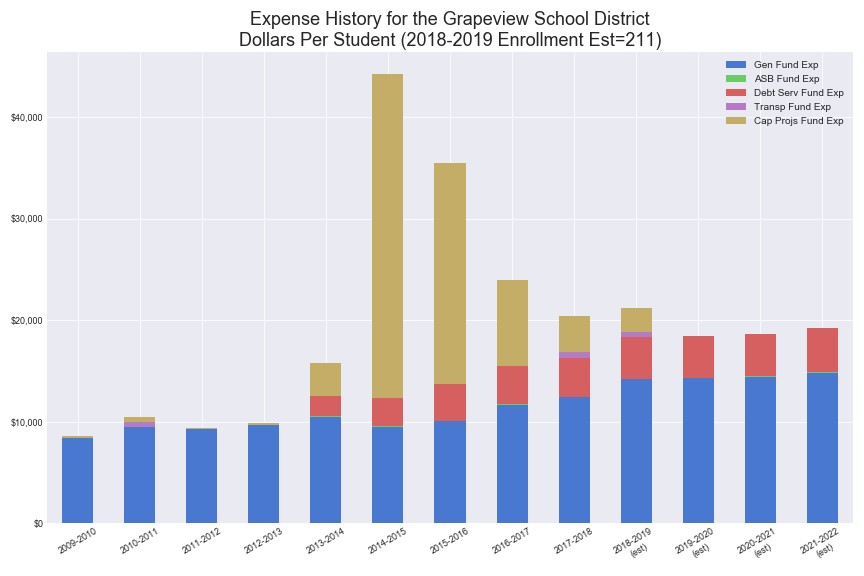 Expense History for the Grapeview School District
Dollars Per Student (2018-2019 Enrollment Est=211)
Gen Fund Exp
ASB Fund Exp
Debt Serv Fund Exp
Transp Fund Exp
Cap Projs Fund Exp
$40,000
$30,000
$20,000
$10,000
$0
2009-2010
2010-2011
2011-2012
2012-2013
2013-2014
2014-2015
2015-2016
2016-2017
2017-2018
2018-2019
(est)
2019-2020
(est)
2020-2021
(est)
2021-2022
(est)